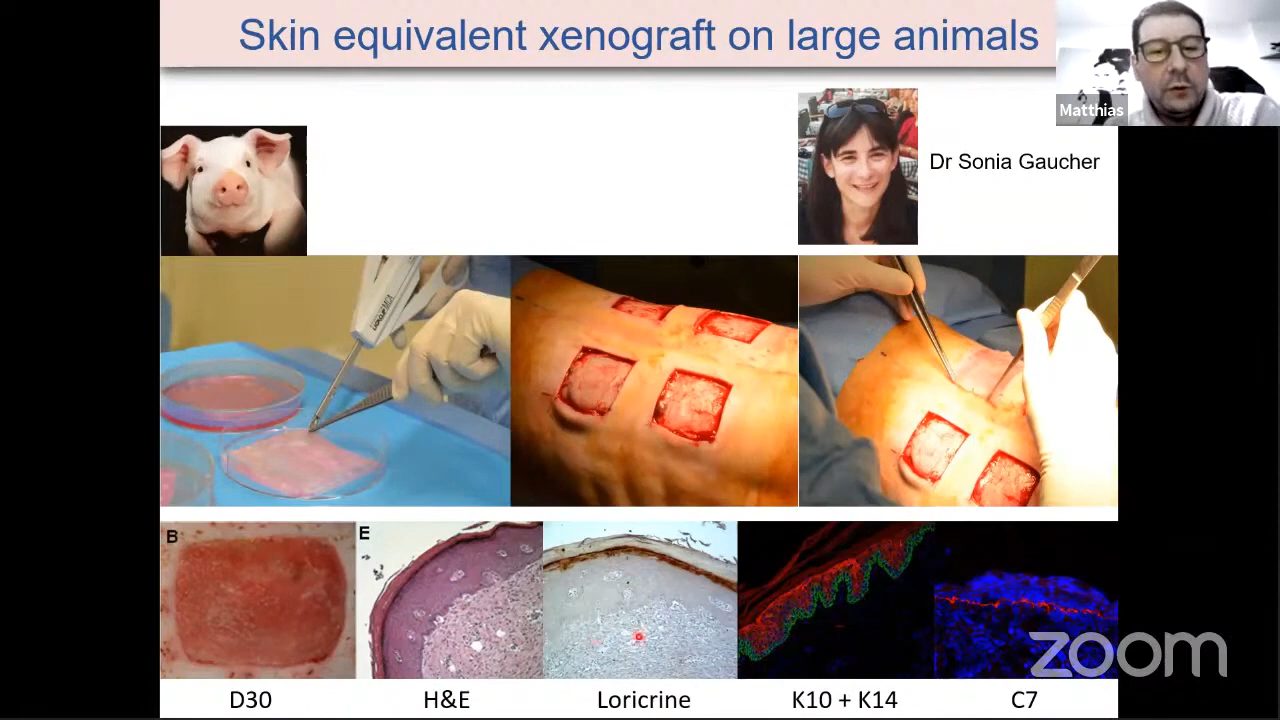 Skin equivalent xenograft on large animals
Matthias
Dr Sonia Gaucher
B
E
D30
H&E
Loricrine
K10 + K14
C7
zoom